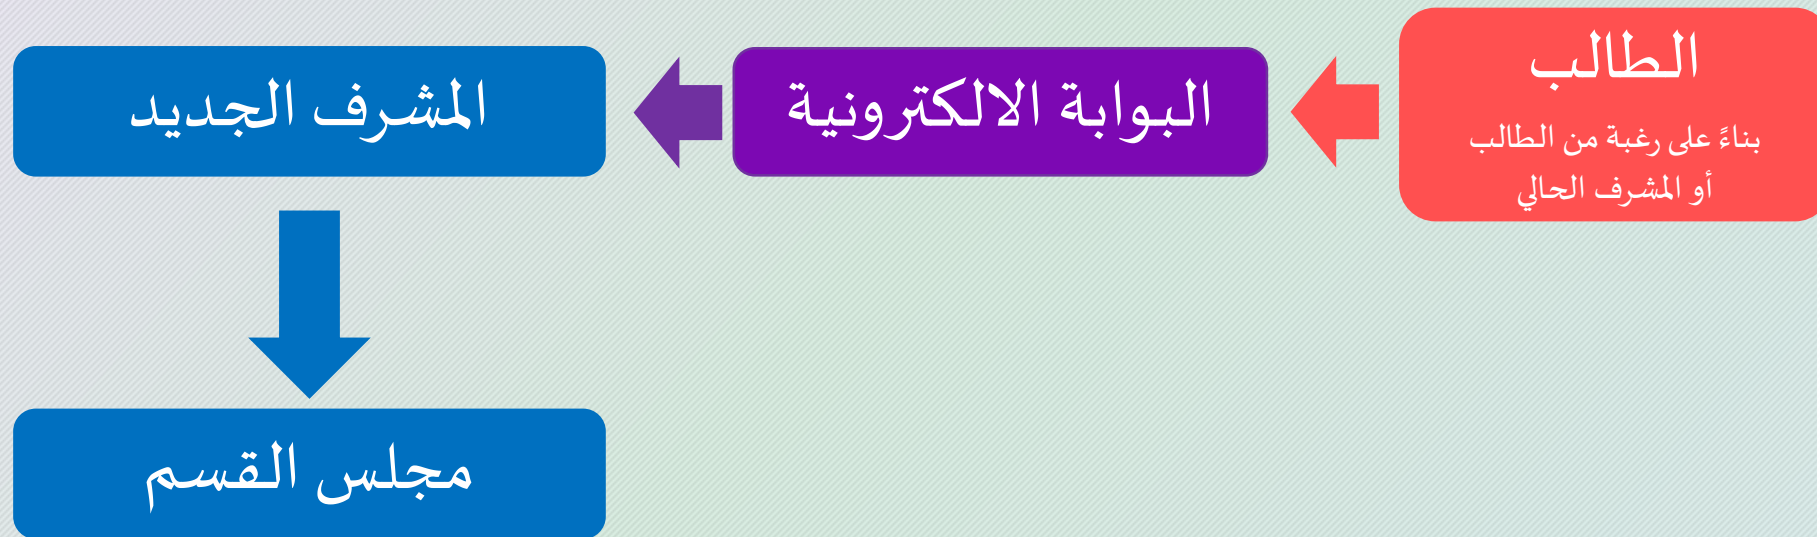 الطالب
بناءً على رغبة من الطالب
أو المشرف الحالي
البوابة الالكترونية
المشرف الجديد
مجلس القسم